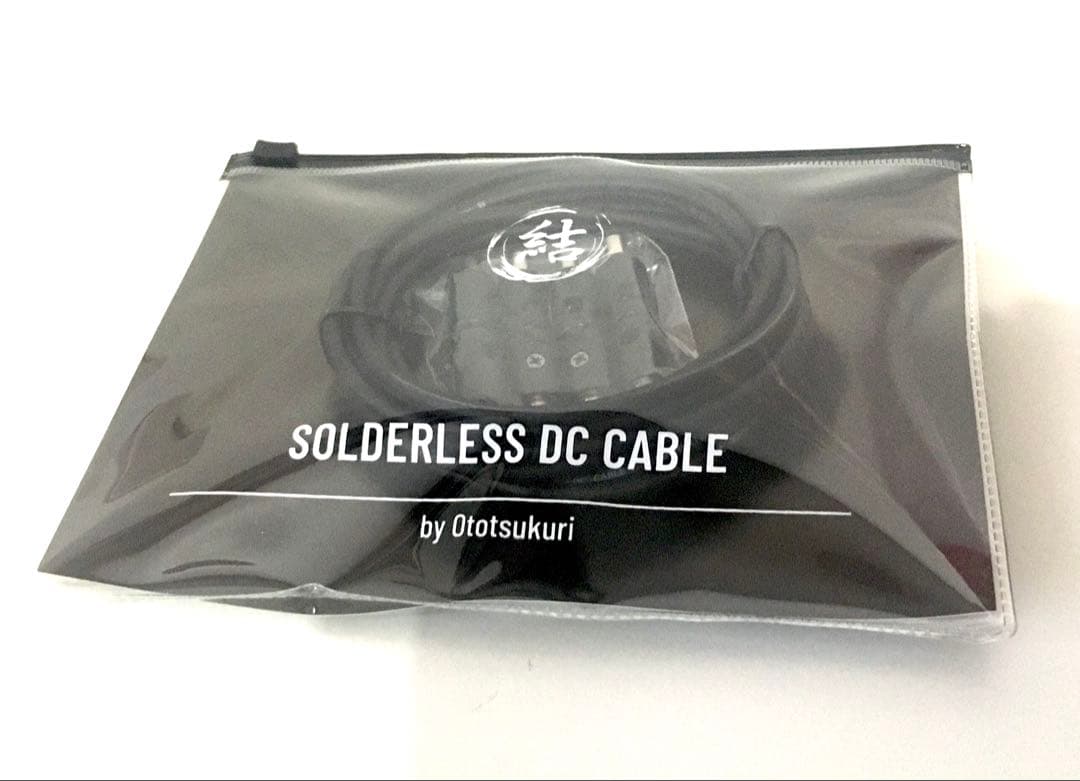 結
SOLDERLESS DC CABLE
by Ototsukuri